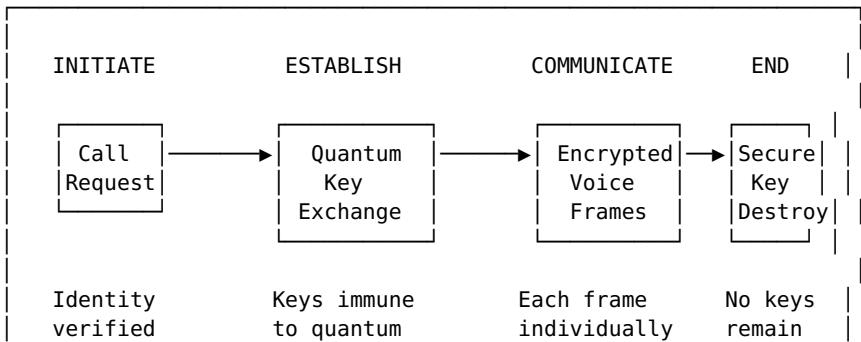 INITIATE ESTABLISH COMMUNICATE END
Call Quantum Encrypted Secure
Request Key Voice Key
Exchange Frames Destroy
Identity Keys immune Each frame No keys
verified to quantum individually remain